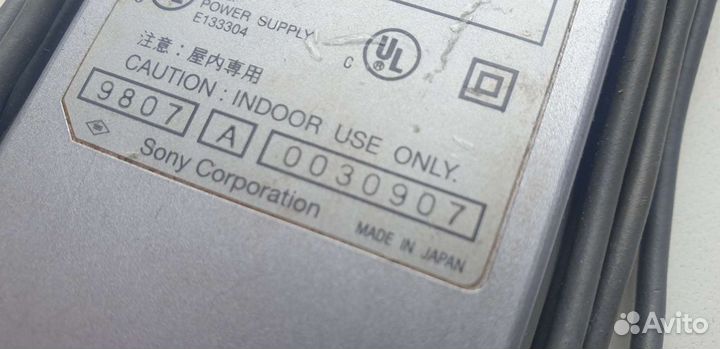 POWER SUPPLY
E133304
C UL
注意：屋内専用
CAUTION : INDOOR USE ONLY.
9807 A 0030907
Sony Corporation
MADE IN JAPAN
Avito